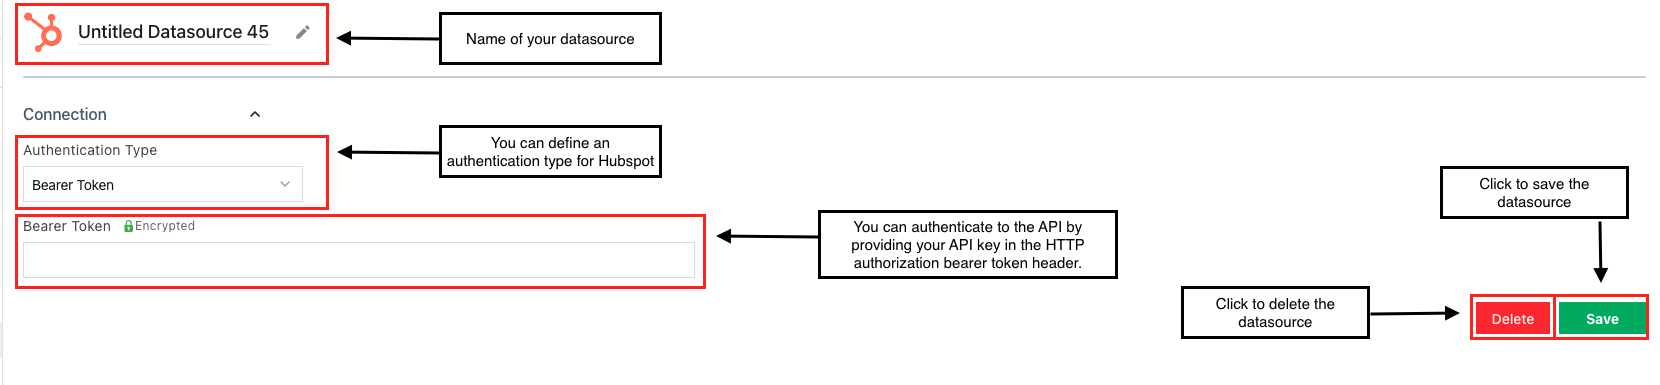 Untitled Datasource 45
Name of your datasource
Connection
Authentication Type
You can define an
authentication type for Hubspot
Bearer Token
Click to save the
datasource
Bearer Token Encrypted
You can authenticate to the API by
providing your API key in the HTTP
authorization bearer token header.
Click to delete the
datasource
Delete
Save